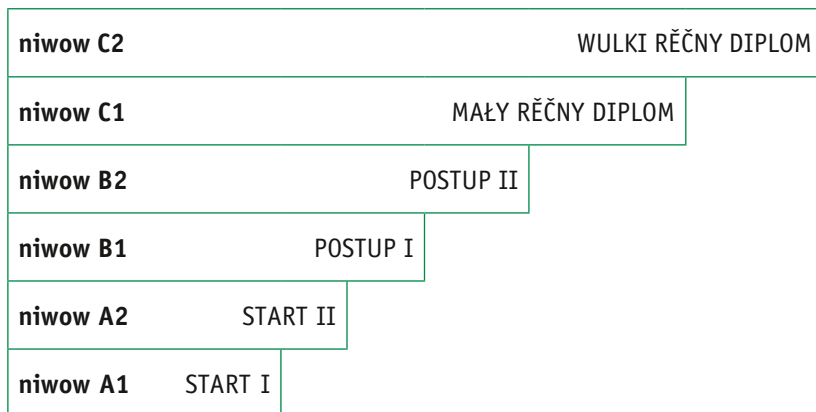 niwow C2 WULKI RĚČNY DIPLOM
niwow C1 MAŁY RĚČNY DIPLOM
niwow B2 POSTUP II
niwow B1 POSTUP I
niwow A2 START II
niwow A1 START I